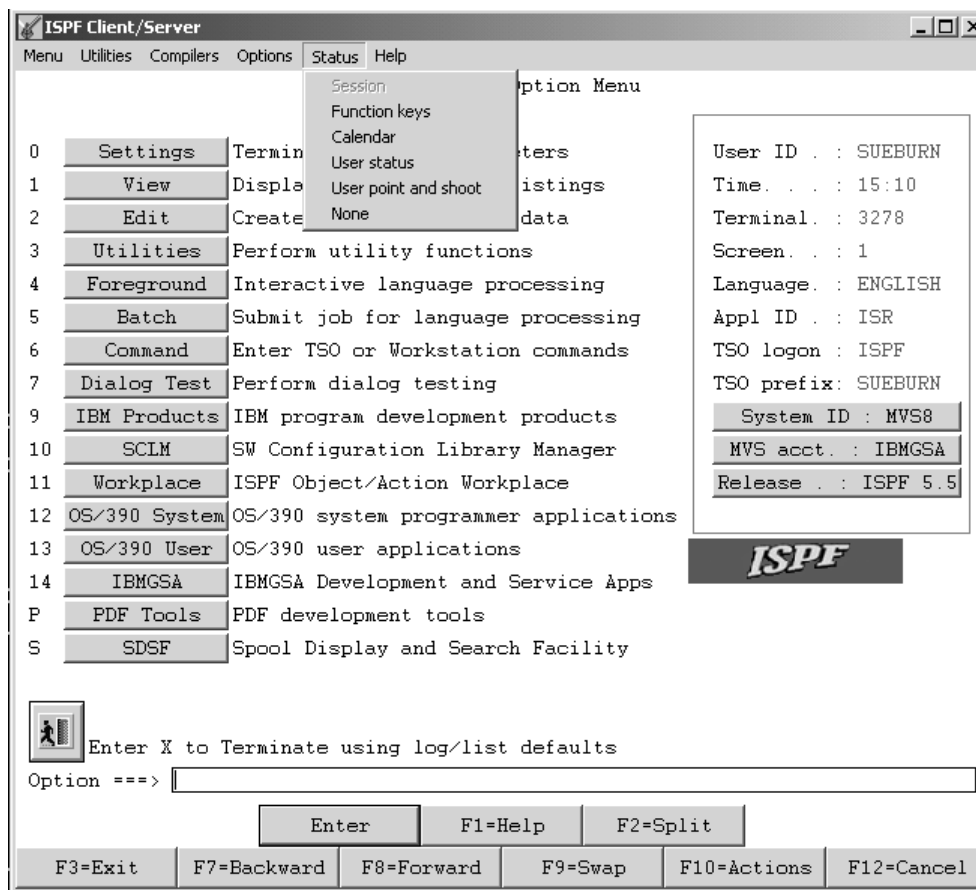 ISPF Client/Server
Menu Utilities Compilers Options Status Help
Session
Function keys
Calendar
User status
User point and shoot
None
ption Menu
0 Settings Termin ters
1 View Displa istings
2 Edit Create data
3 Utilities Perform utility functions
4 Foreground Interactive language processing
5 Batch Submit job for language processing
6 Command Enter TSO or Workstation commands
7 Dialog Test Perform dialog testing
9 IBM Products IBM program development products
10 SCLM SW Configuration Library Manager
11 Workplace ISPF Object/Action Workplace
12 OS/390 System OS/390 system programmer applications
13 OS/390 User OS/390 user applications
14 IBMGSA IBMGSA Development and Service Apps
P PDF Tools PDF development tools
S SDSF Spool Display and Search Facility
User ID . : SUEBURN
Time. . . : 15:10
Terminal. : 3278
Screen. . : 1
Language. : ENGLISH
Appl ID . : ISR
TSO logon : ISPF
TSO prefix: SUEBURN
System ID : MVS8
MVS acct. : IBMGSA
Release . : ISPF 5.5
ISPF
Enter X to Terminate using log/list defaults
Option ===>
Enter F1=Help F2=Split
F3=Exit F7=Backward F8=Forward F9=Swap F10=Actions F12=Cancel